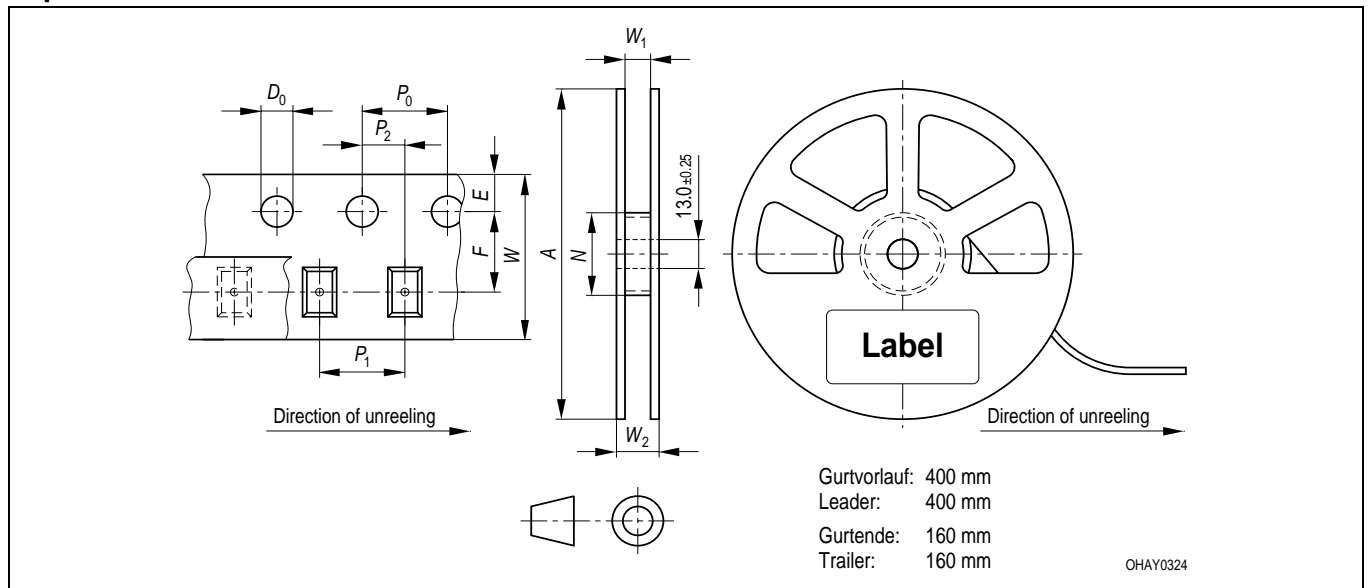 W1
D0
P0
P2
E
F
W
A
N
13.0±0.25
P1
Label
Direction of unreeling
W2
Direction of unreeling
Gurtvorlauf: 400 mm
Leader: 400 mm
Gurtende: 160 mm
Trailer: 160 mm
OHAY0324